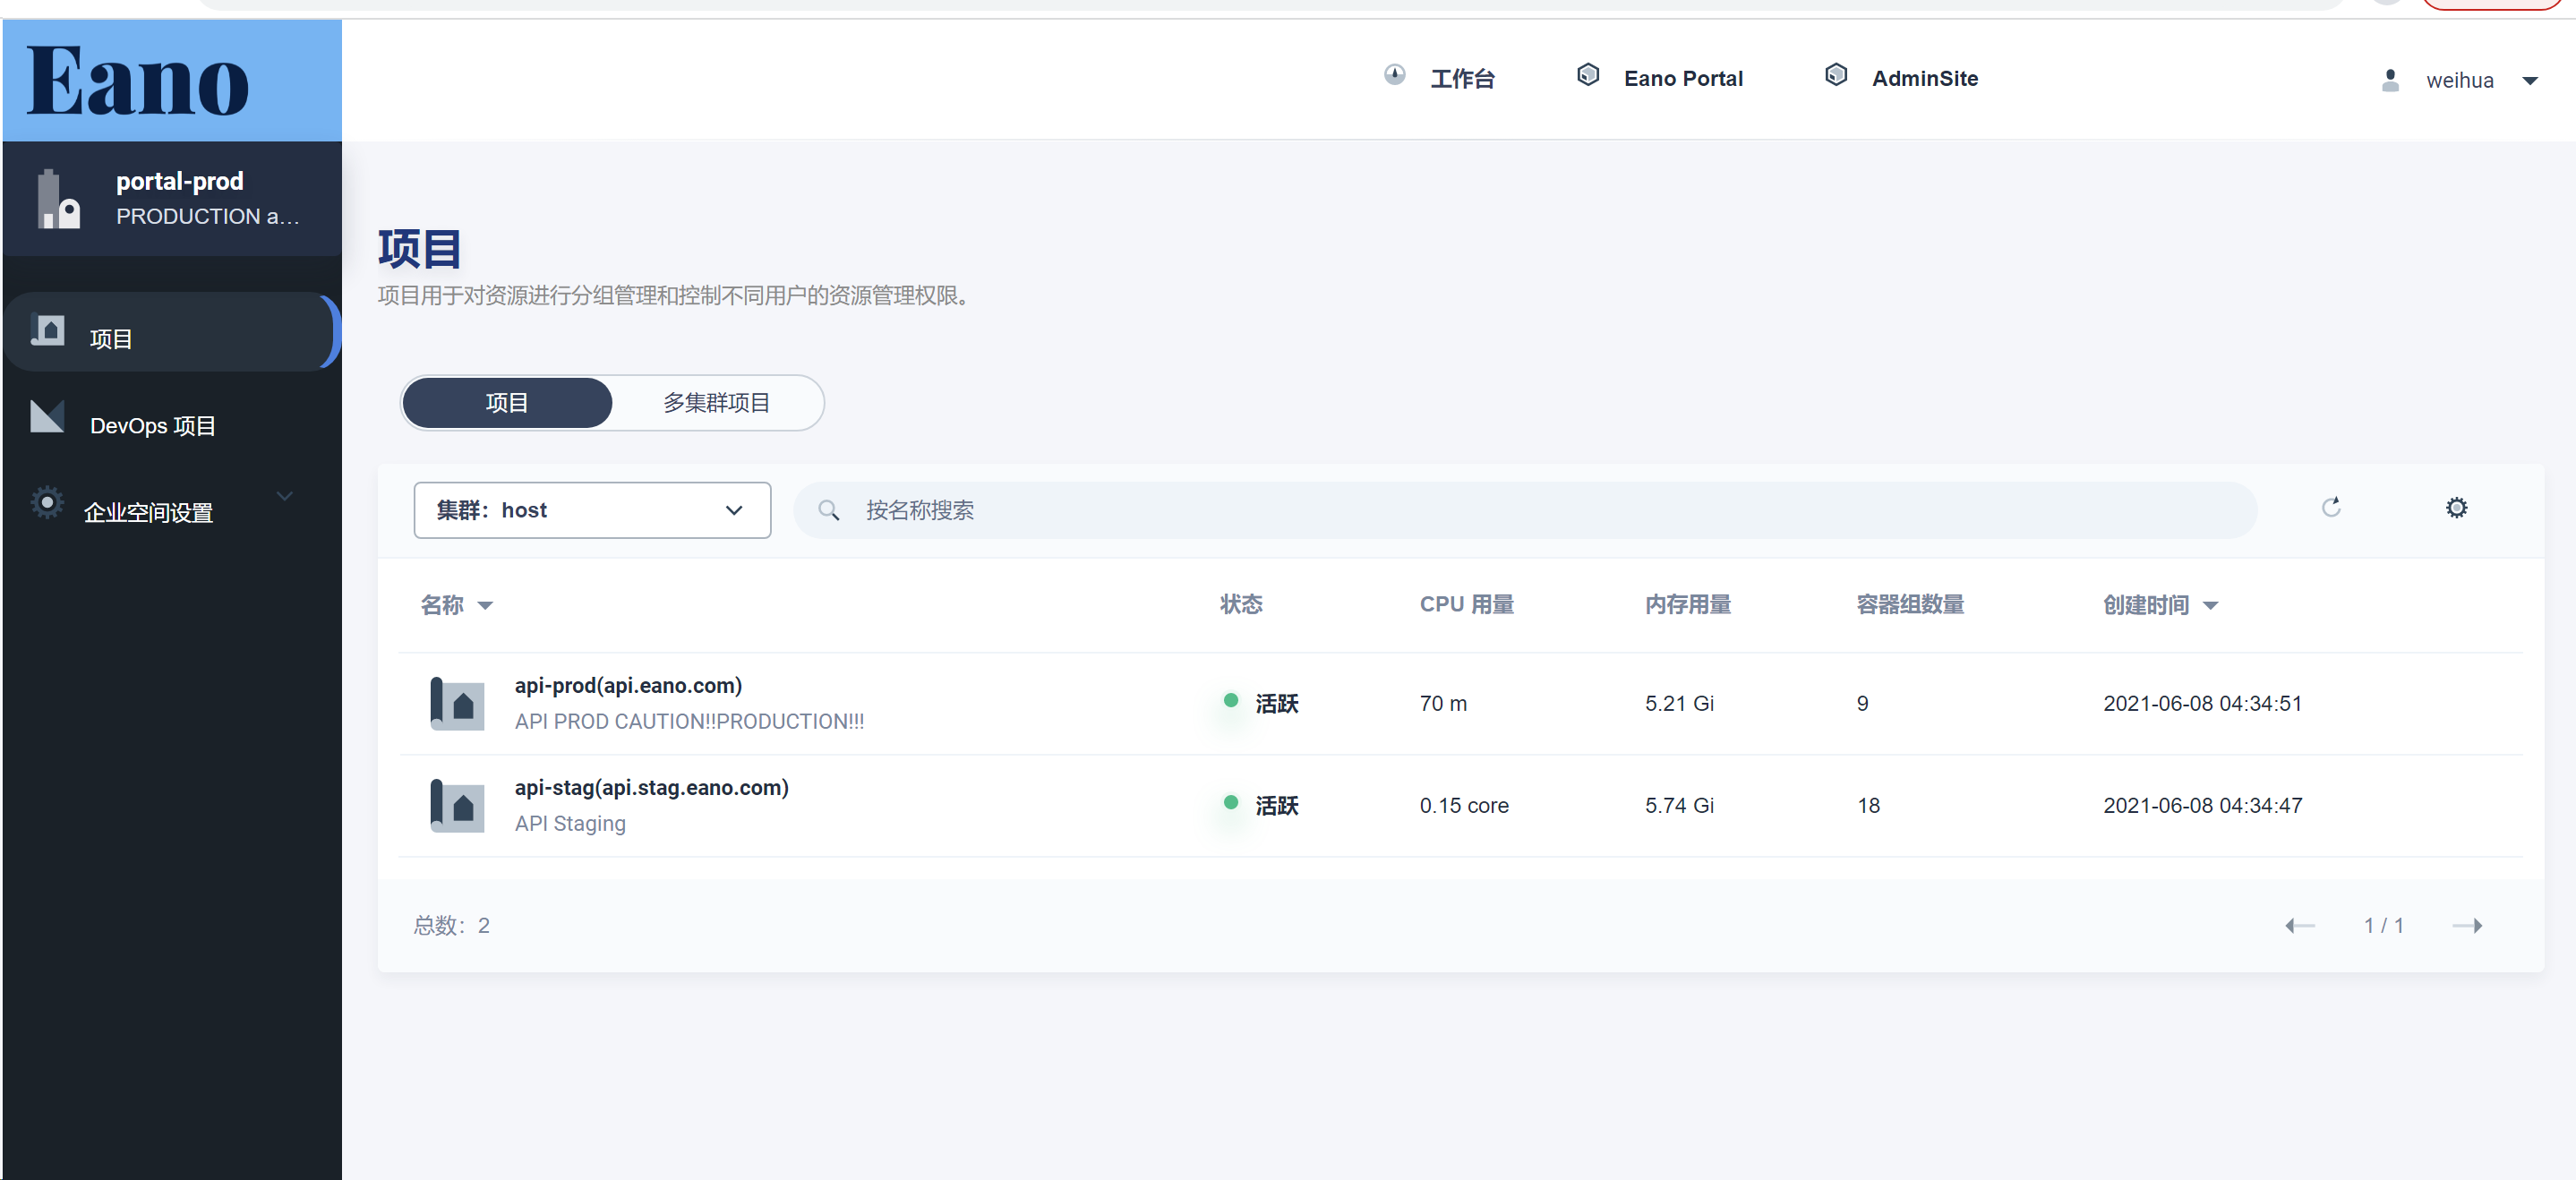 Eano
工作台
Eano Portal
AdminSite
weihua
portal-prod
PRODUCTION a...
项目
DevOps 项目
企业空间设置
项目
项目用于对资源进行分组管理和控制不同用户的资源管理权限。
项目
多集群项目
集群：host
按名称搜索
名称 状态 CPU 用量 内存用量 容器组数量 创建时间
api-prod(api.eano.com)
API PROD CAUTION!!PRODUCTION!!!
活跃 70 m 5.21 Gi 9 2021-06-08 04:34:51
api-stag(api.stag.eano.com)
API Staging
活跃 0.15 core 5.74 Gi 18 2021-06-08 04:34:47
总数：2
1 / 1